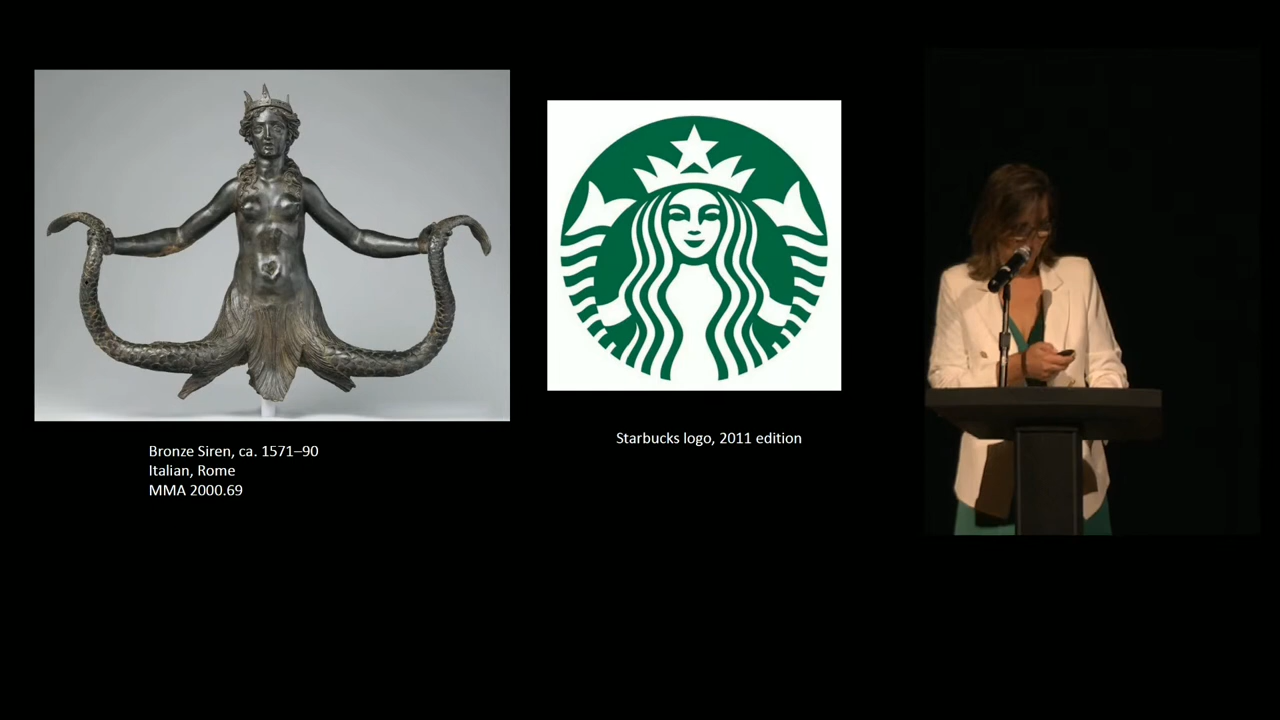 Bronze Siren, ca. 1571–90
Italian, Rome
MMA 2000.69
Starbucks logo, 2011 edition